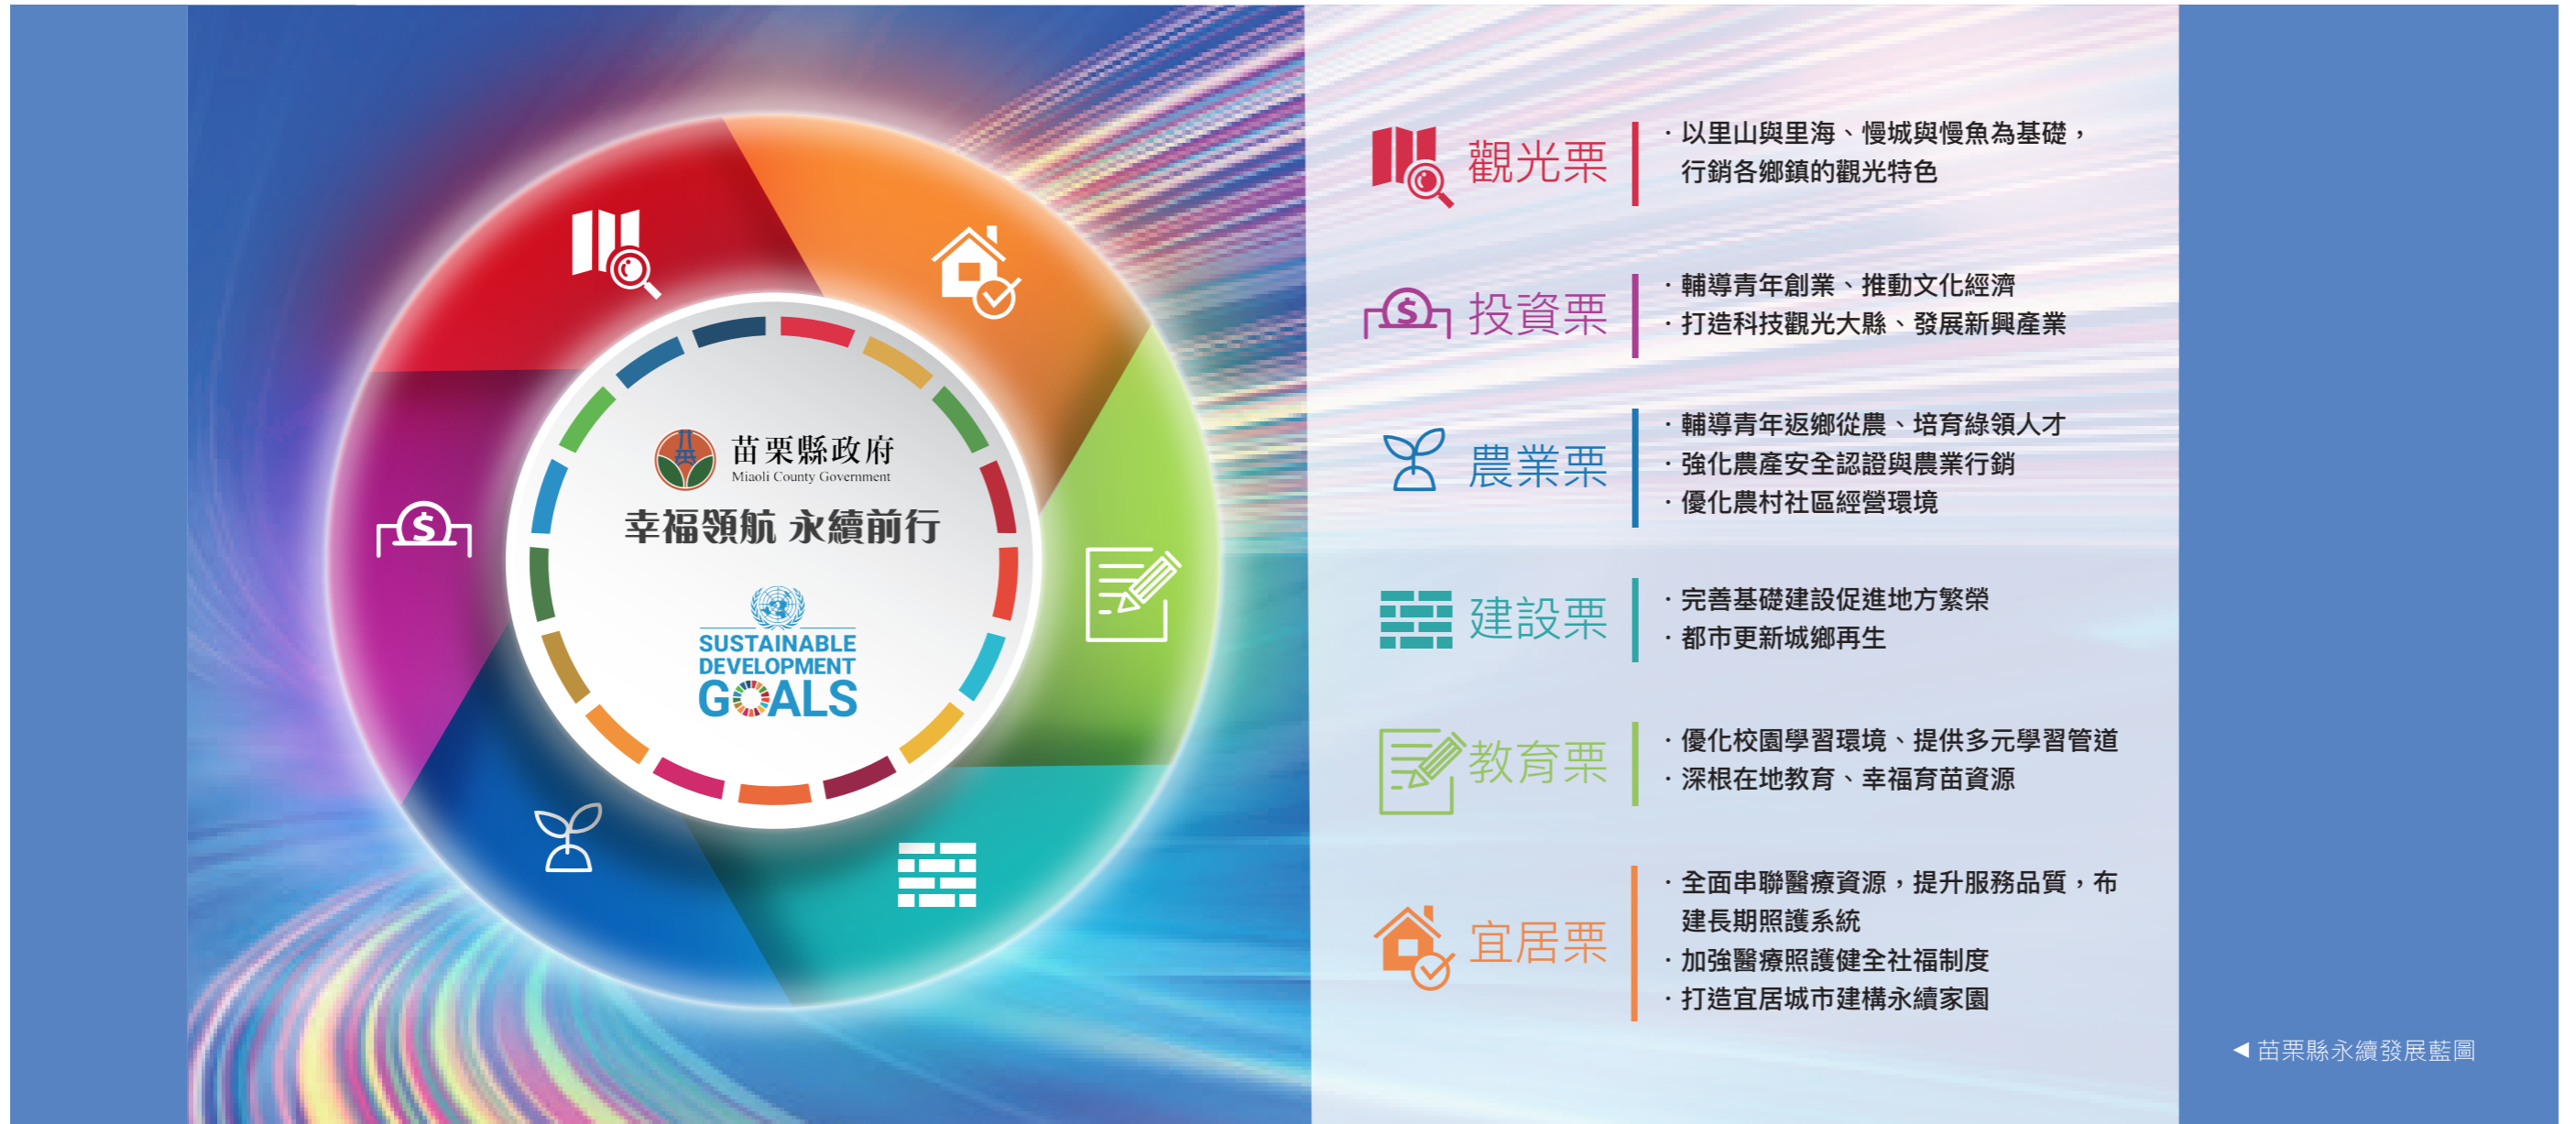 苗栗縣政府
Miaoli County Government
幸福領航 永續前行
SUSTAINABLE
DEVELOPMENT
GOALS
觀光栗
·以里山與里海、慢城與慢魚為基礎，
行銷各鄉鎮的觀光特色
投資栗
·輔導青年創業、推動文化經濟
·打造科技觀光大縣、發展新興產業
農業栗
·輔導青年返鄉從農、培育綠領人才
·強化農產安全認證與農業行銷
·優化農村社區經營環境
建設栗
·完善基礎建設促進地方繁榮
·都市更新城鄉再生
教育栗
·優化校園學習環境、提供多元學習管道
·深根在地教育、幸福育苗資源
宜居栗
·全面串聯醫療資源，提升服務品質，布
建長期照護系統
·加強醫療照護健全社福制度
·打造宜居城市建構永續家園
◀ 苗栗縣永續發展藍圖